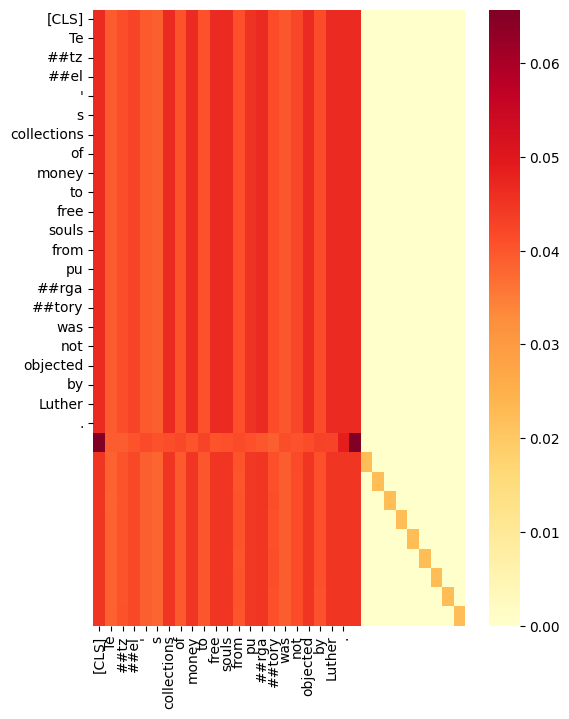 [CLS]
Te
##tz
##el
'
s
collections
of
money
to
free
souls
from
pu
##rga
##tory
was
not
objected
by
Luther
.
0.06
0.05
0.04
0.03
0.02
0.01
0.00
[CLS]
Te
##tz
##el
'
s
collections
of
money
to
free
souls
from
pu
##rga
##tory
was
not
objected
by
Luther
.